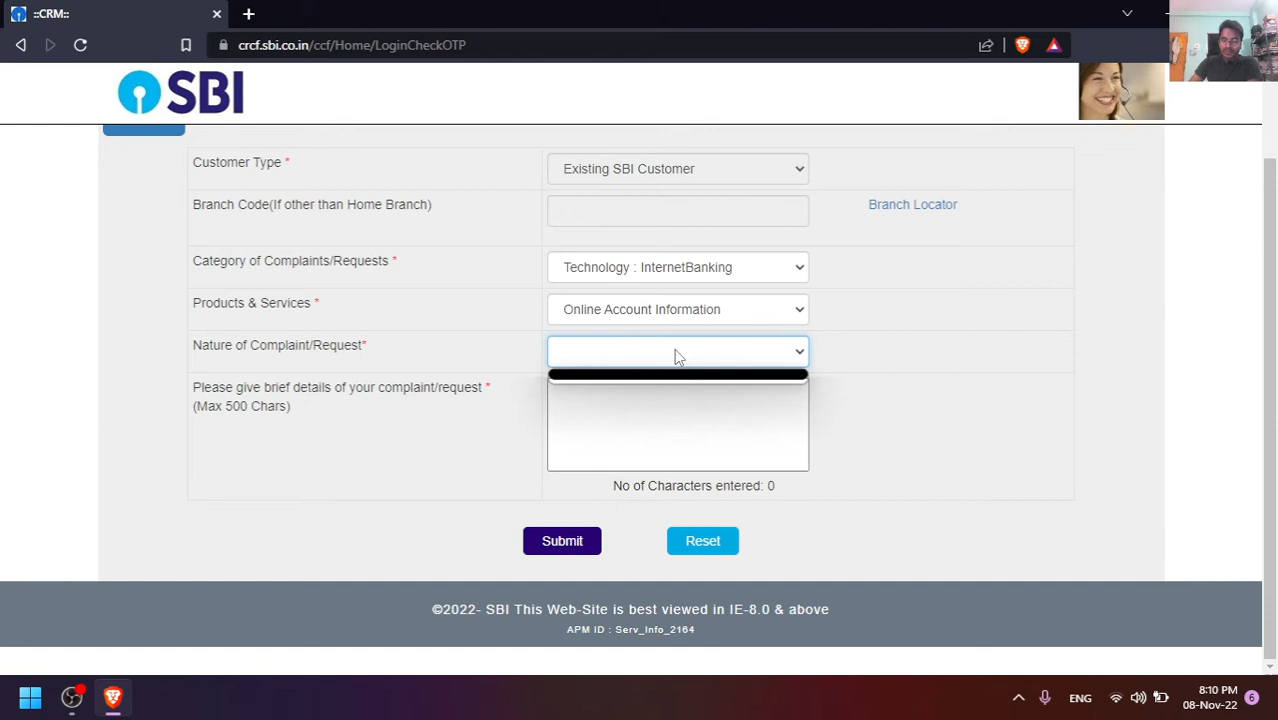 ::CRM::
crcf.sbi.co.in/ccf/Home/LoginCheckOTP
SBI
Customer Type *
Existing SBI Customer
Branch Code(If other than Home Branch)
Branch Locator
Category of Complaints/Requests *
Technology : InternetBanking
Products & Services *
Online Account Information
Nature of Complaint/Request*
Please give brief details of your complaint/request *
(Max 500 Chars)
No of Characters entered: 0
Submit
Reset
©2022- SBI This Web-Site is best viewed in IE-8.0 & above
APM ID : Serv_Info_2164
ENG
8:10 PM
08-Nov-22
6